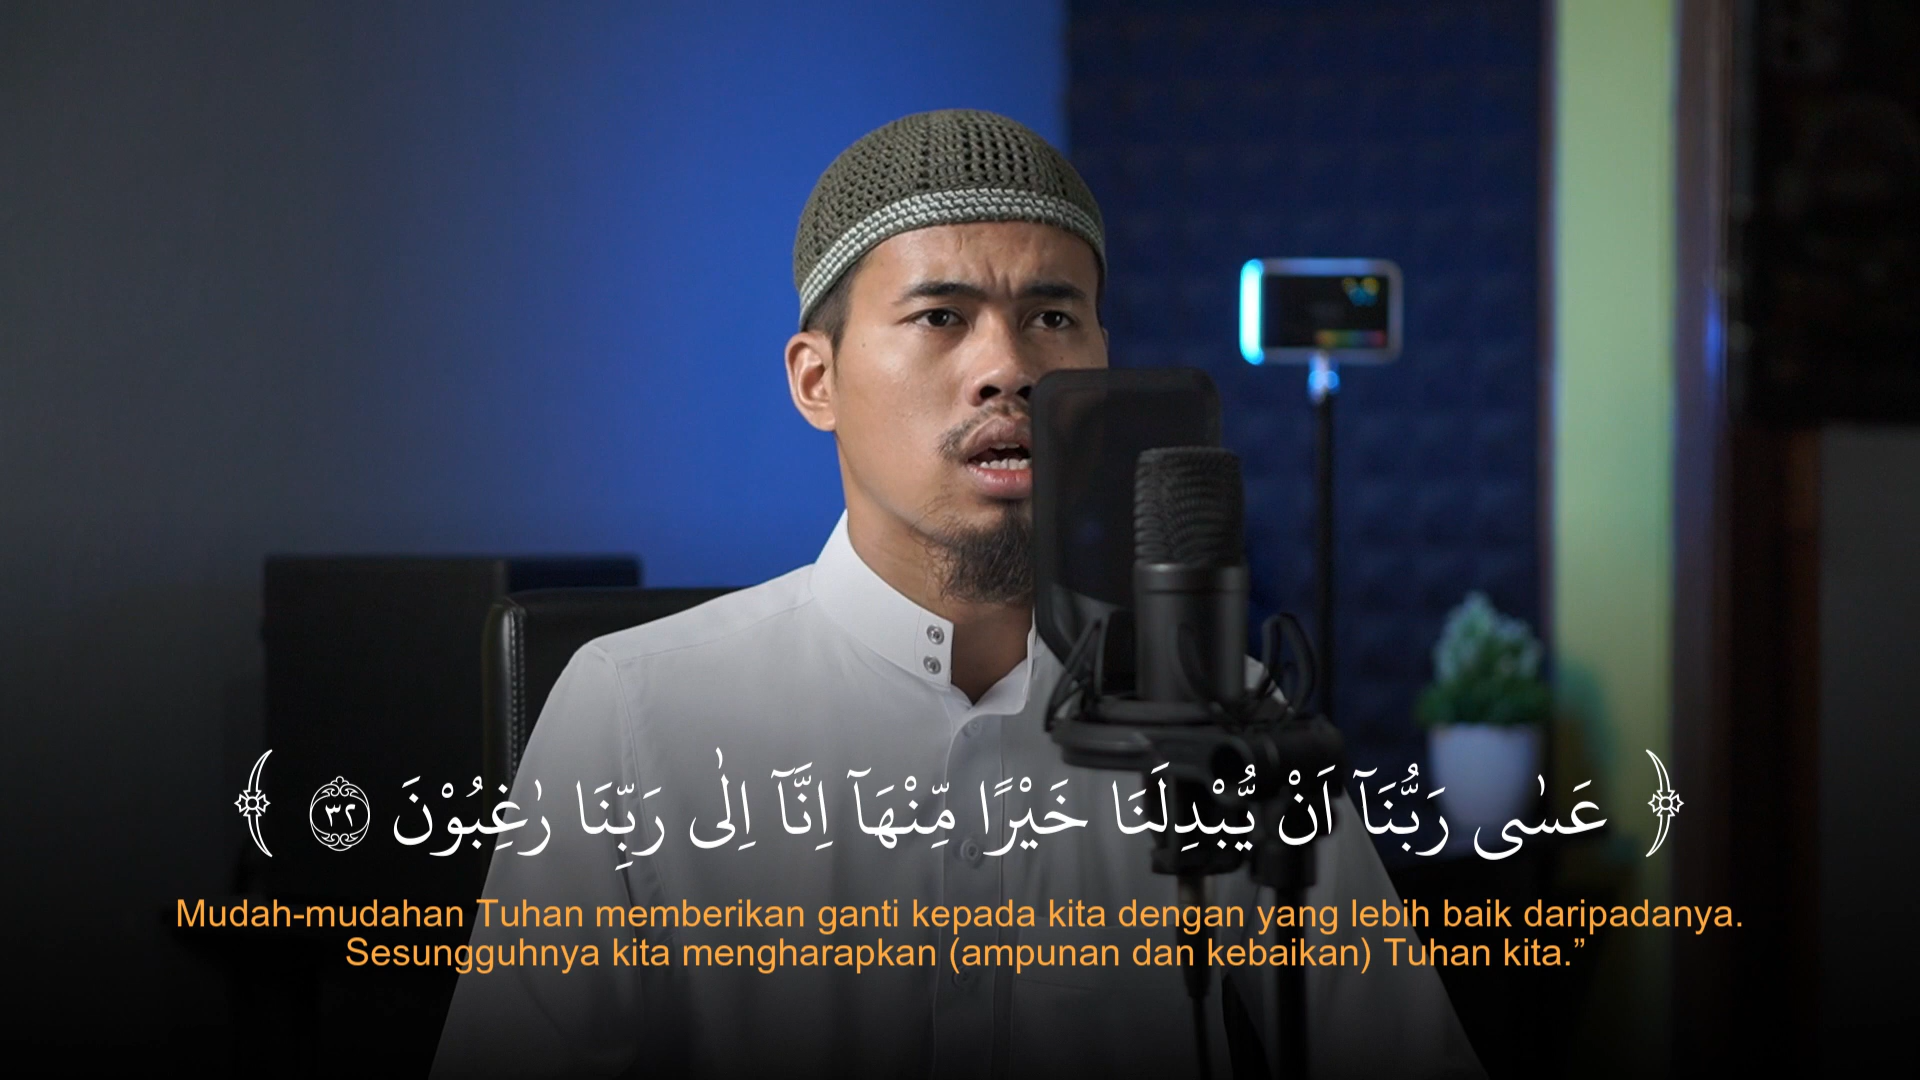 ﴿ عَسٰى رَبُّنَآ اَنْ يُّبْدِلَنَا خَيْرًا مِّنْهَآ اِنَّآ اِلٰى رَبِّنَا رٰغِبُوْنَ ٣٢ ﴾
Mudah-mudahan Tuhan memberikan ganti kepada kita dengan yang lebih baik daripadanya.
Sesungguhnya kita mengharapkan (ampunan dan kebaikan) Tuhan kita.”